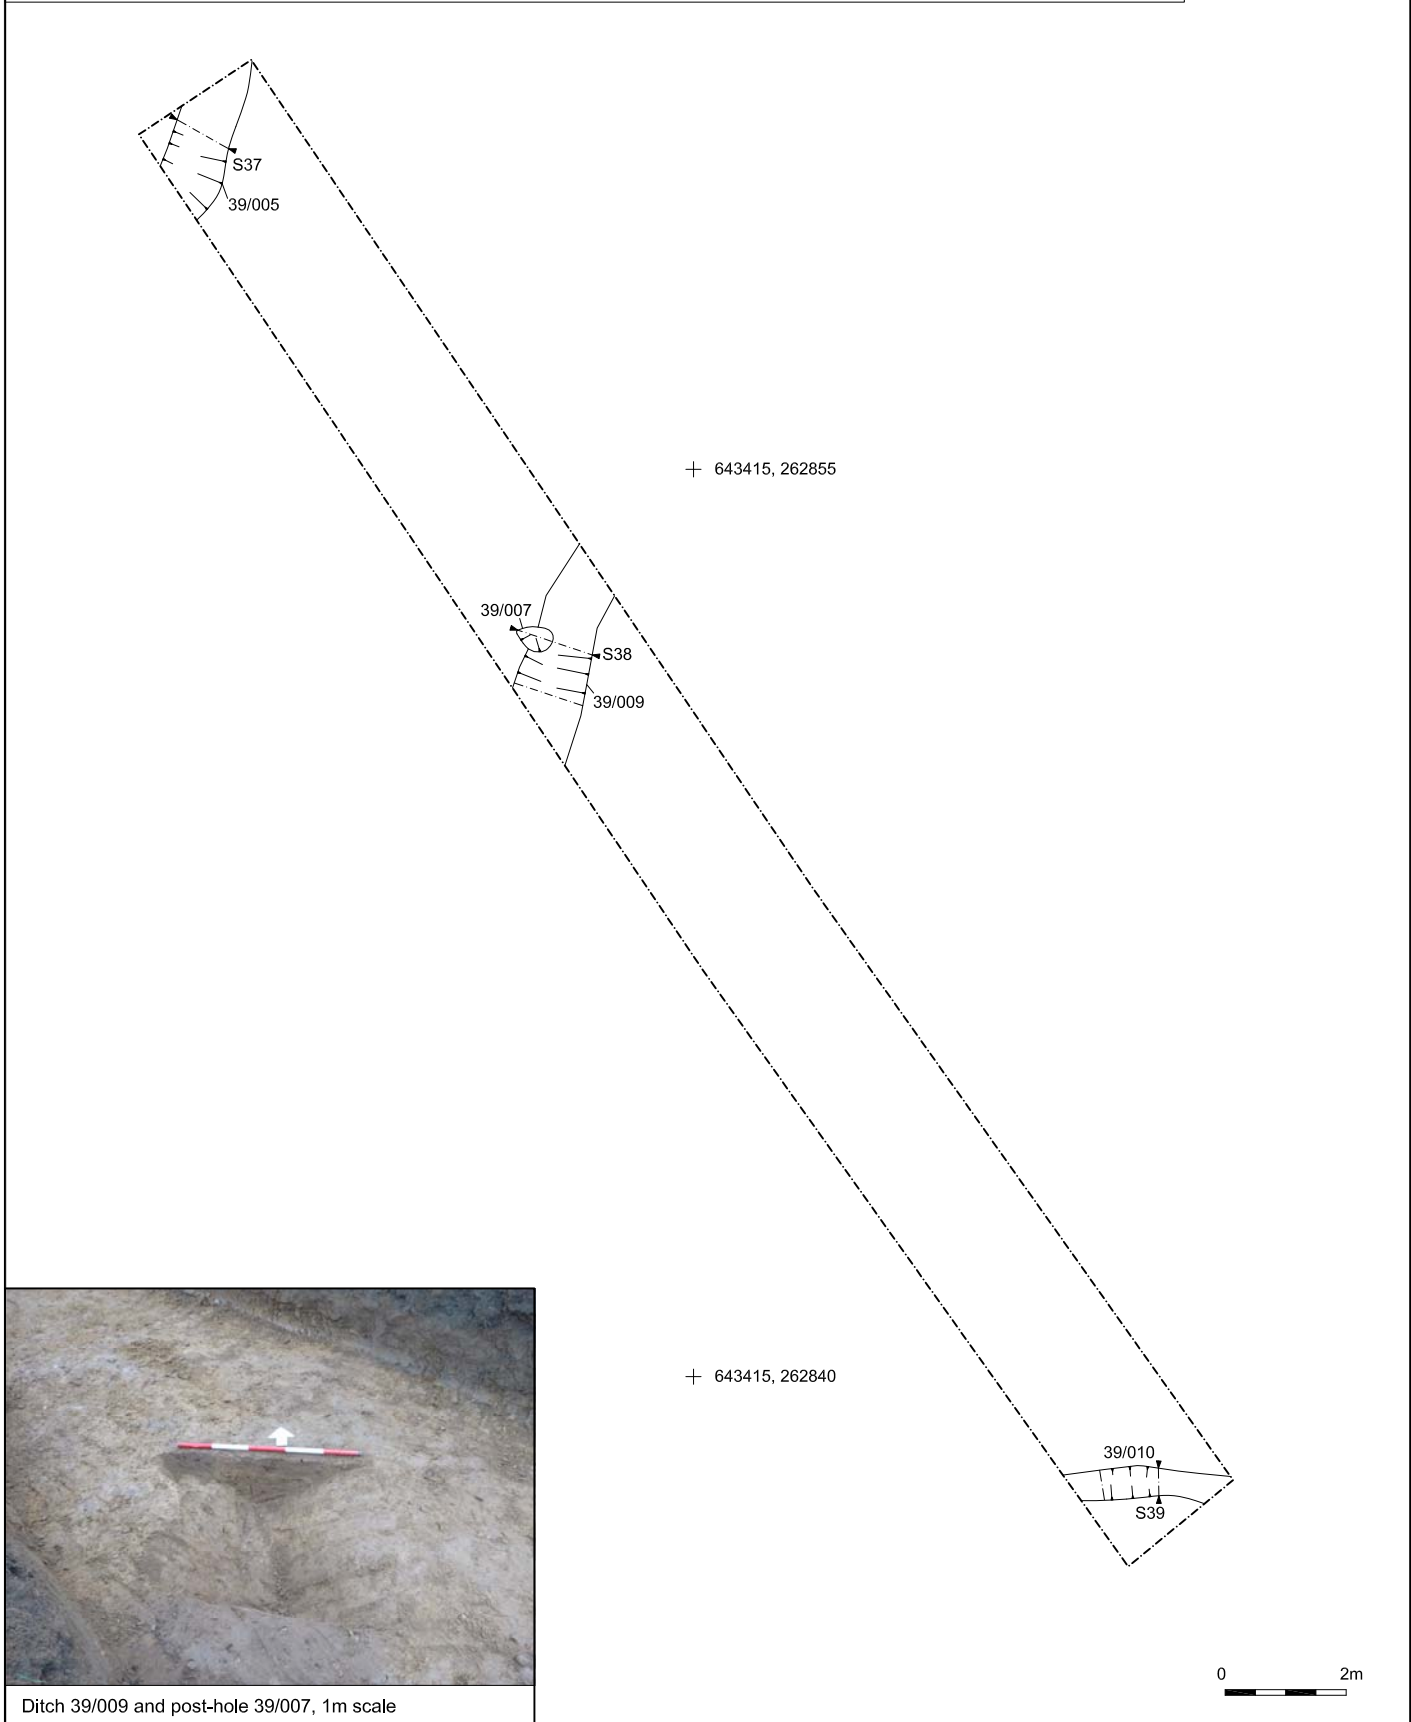 S37
39/005
643415, 262855
39/007
S38
39/009
643415, 262840
39/010
S39
0 2m
Ditch 39/009 and post-hole 39/007, 1m scale